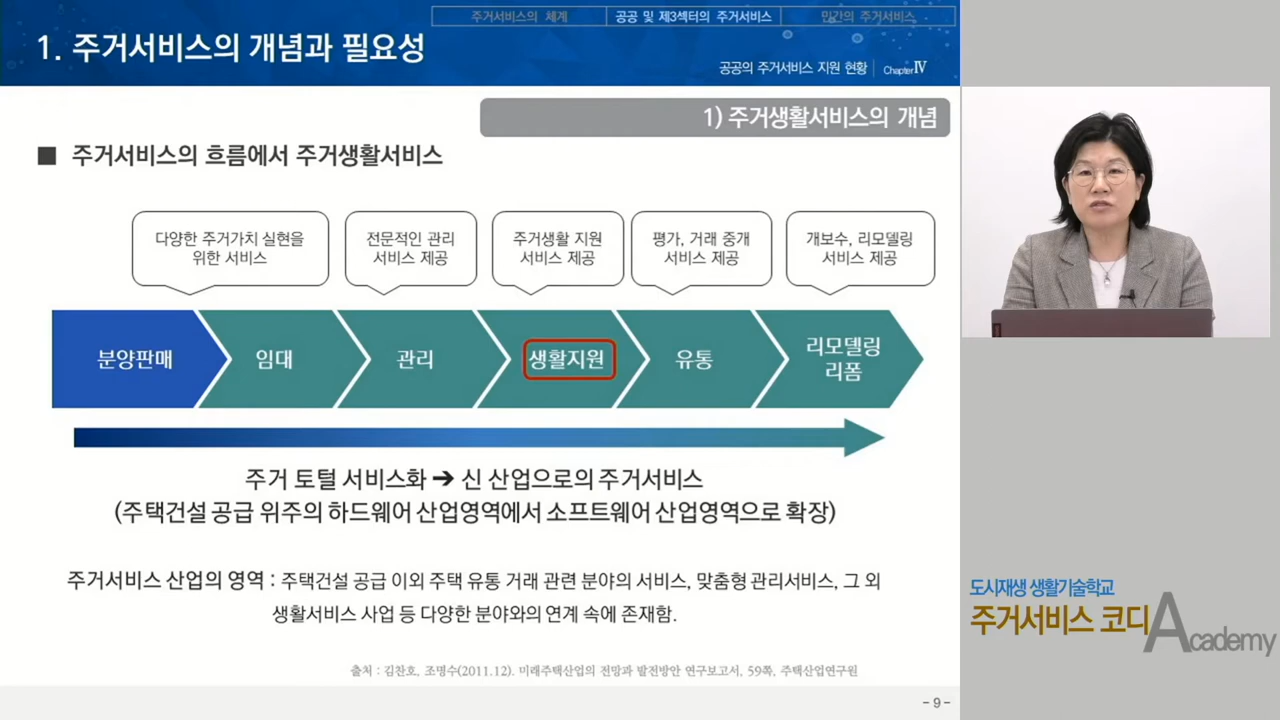 주거서비스의 체계
공공 및 제3섹터의 주거서비스
민간의 주거서비스
1. 주거서비스의 개념과 필요성
공공의 주거서비스 지원 현황
Chapter Ⅳ
1) 주거생활서비스의 개념
■ 주거서비스의 흐름에서 주거생활서비스
다양한 주거가치 실현을
위한 서비스
전문적인 관리
서비스 제공
주거생활 지원
서비스 제공
평가, 거래 중개
서비스 제공
개보수, 리모델링
서비스 제공
분양판매
임대
관리
생활지원
유통
리모델링
리폼
주거 토털 서비스화 ➔ 신 산업으로의 주거서비스
(주택건설 공급 위주의 하드웨어 산업영역에서 소프트웨어 산업영역으로 확장)
주거서비스 산업의 영역 : 주택건설 공급 이외 주택 유통 거래 관련 분야의 서비스, 맞춤형 관리서비스, 그 외
생활서비스 사업 등 다양한 분야와의 연계 속에 존재함.
출처 : 김찬호, 조명수(2011.12). 미래주택산업의 전망과 발전방안 연구보고서, 59쪽, 주택산업연구원
- 9 -
도시재생 생활기술학교
주거서비스 코디
Academy